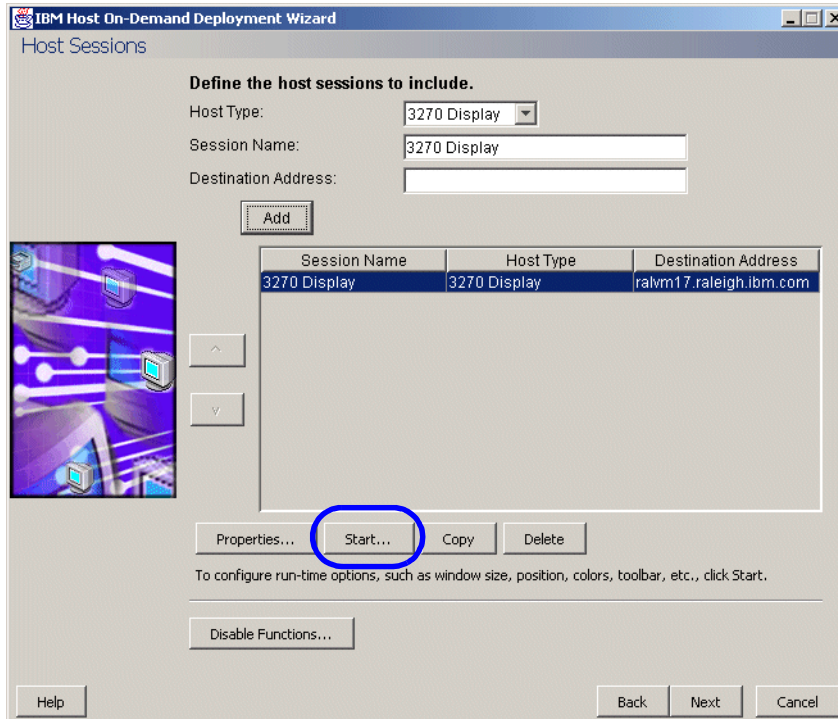 IBM Host On-Demand Deployment Wizard
Host Sessions
Define the host sessions to include.
Host Type:
3270 Display
Session Name:
3270 Display
Destination Address:
Add
Session Name Host Type Destination Address
3270 Display 3270 Display ralvm17.raleigh.ibm.com
^
v
Properties... Start... Copy Delete
To configure run-time options, such as window size, position, colors, toolbar, etc., click Start.
Disable Functions...
Help Back Next Cancel